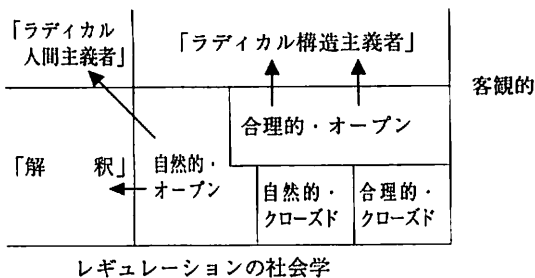 「ラディカル
人間主義者」
「ラディカル構造主義者」
客観的
合理的・オープン
「解　　釈」
自然的・
オープン
自然的・
クローズド
合理的・
クローズド
レギュレーションの社会学